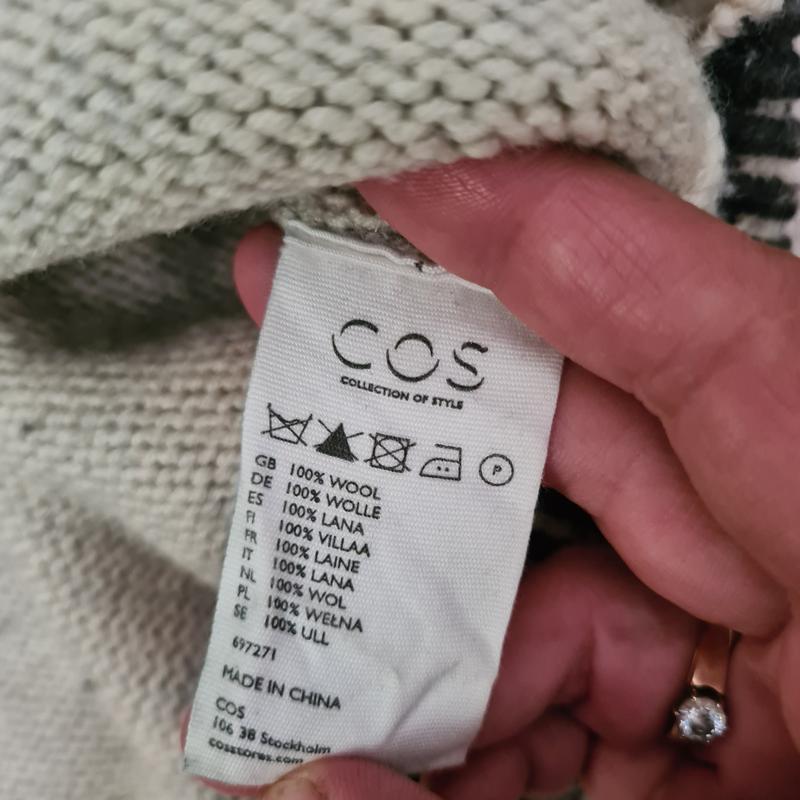 COS
COLLECTION OF STYLE
P
GB 100% WOOL
DE 100% WOLLE
ES 100% LANA
FI 100% VILLAA
FR 100% LAINE
IT 100% LANA
NL 100% WOL
PL 100% WEŁNA
SE 100% ULL
697271
MADE IN CHINA
COS
106 38 Stockholm
cosstores.com